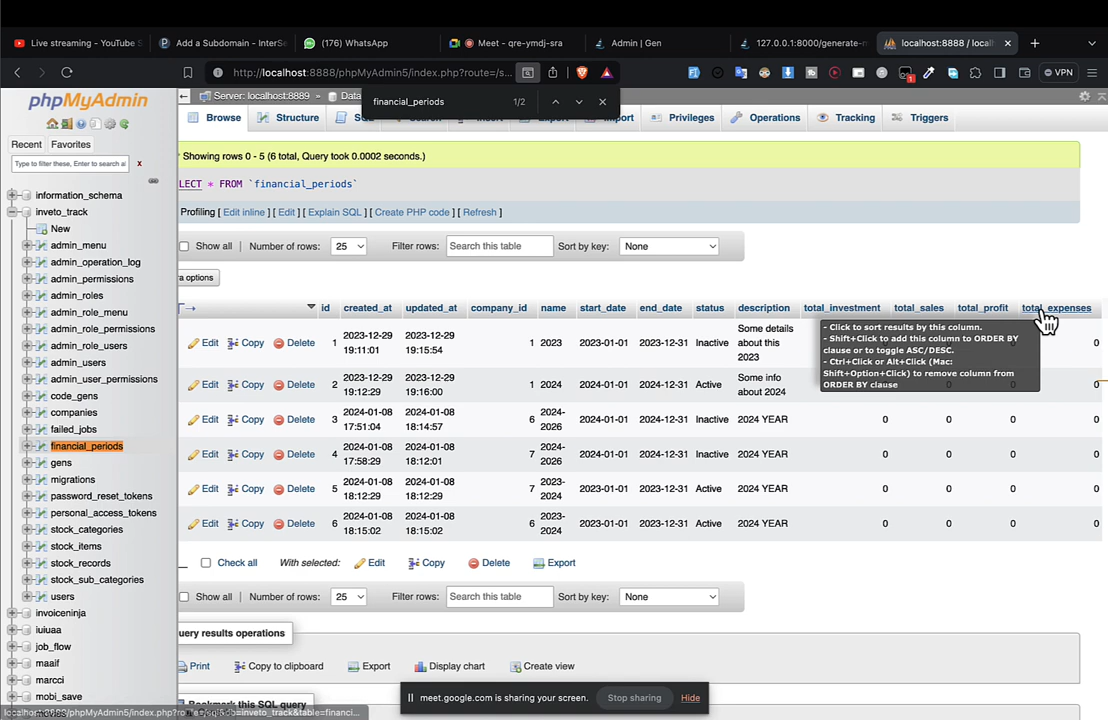 Live streaming - YouTube S
Add a Subdomain - InterSe
(176) WhatsApp
Meet - qre-ymdj-sra
Admin | Gen
127.0.0.1:8000/generate-m
localhost:8888 / local
http://localhost:8888/phpMyAdmin5/index.php?route=/s...
VPN
phpMyAdmin
Server: localhost:8889 » Data
financial_periods 1/2
Browse Structure Privileges Operations Tracking Triggers
Recent Favorites
Type to filter these, Enter to search al X
Showing rows 0 - 5 (6 total, Query took 0.0002 seconds.)
LECT * FROM `financial_periods`
Profiling [ Edit inline ] [ Edit ] [ Explain SQL ] [ Create PHP code ] [ Refresh ]
Show all | Number of rows: 25 Filter rows: Search this table Sort by key: None
a options
information_schema
inveto_track
New
admin_menu
admin_operation_log
admin_permissions
admin_roles
admin_role_menu
admin_role_permissions
admin_role_users
admin_users
admin_user_permissions
code_gens
companies
failed_jobs
financial_periods
gens
migrations
password_reset_tokens
personal_access_tokens
stock_categories
stock_items
stock_records
stock_sub_categories
users
invoiceninja
iuiuaa
job_flow
maaif
marcci
mobi_save
id created_at updated_at company_id name start_date end_date status description total_investment total_sales total_profit total_expenses
Edit Copy Delete 1 2023-12-29 19:11:01 2023-12-29 19:15:54 1 2023 2023-01-01 2023-12-31 Inactive Some details about this 2023 0
Edit Copy Delete 2 2023-12-29 19:12:29 2023-12-29 19:16:00 1 2024 2024-01-01 2024-12-31 Active Some info about 2024 0
Edit Copy Delete 3 2024-01-08 17:51:04 2024-01-08 18:14:57 6 2024-2026 2024-01-01 2024-12-31 Inactive 2024 YEAR 0 0 0 0
Edit Copy Delete 4 2024-01-08 17:58:29 2024-01-08 18:12:01 7 2024-2026 2024-01-01 2024-12-31 Inactive 2024 YEAR 0 0 0 0
Edit Copy Delete 5 2024-01-08 18:12:29 2024-01-08 18:12:29 7 2023-2024 2023-01-01 2023-12-31 Active 2024 YEAR 0 0 0 0
Edit Copy Delete 6 2024-01-08 18:15:02 2024-01-08 18:15:02 6 2023-2024 2023-01-01 2023-12-31 Active 2024 YEAR 0 0 0 0
- Click to sort results by this column.
- Shift+Click to add this column to ORDER BY
clause or to toggle ASC/DESC.
- Ctrl+Click or Alt+Click (Mac:
Shift+Option+Click) to remove column from
ORDER BY clause
Check all With selected: Edit Copy Delete Export
Show all | Number of rows: 25 Filter rows: Search this table Sort by key: None
uery results operations
Print Copy to clipboard Export Display chart Create view
Bookmark this SQL query
meet.google.com is sharing your screen. Stop sharing Hide